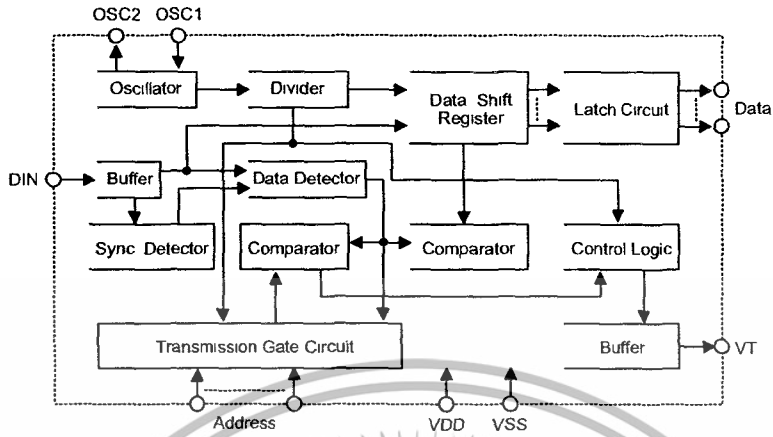 OSC2 OSC1
Oscillator
Divider
Data Shift
Register
Latch Circuit
Data
DIN
Buffer
Data Detector
Sync Detector
Comparator
Comparator
Control Logic
Transmission Gate Circuit
Buffer
VT
Address
VDD
VSS